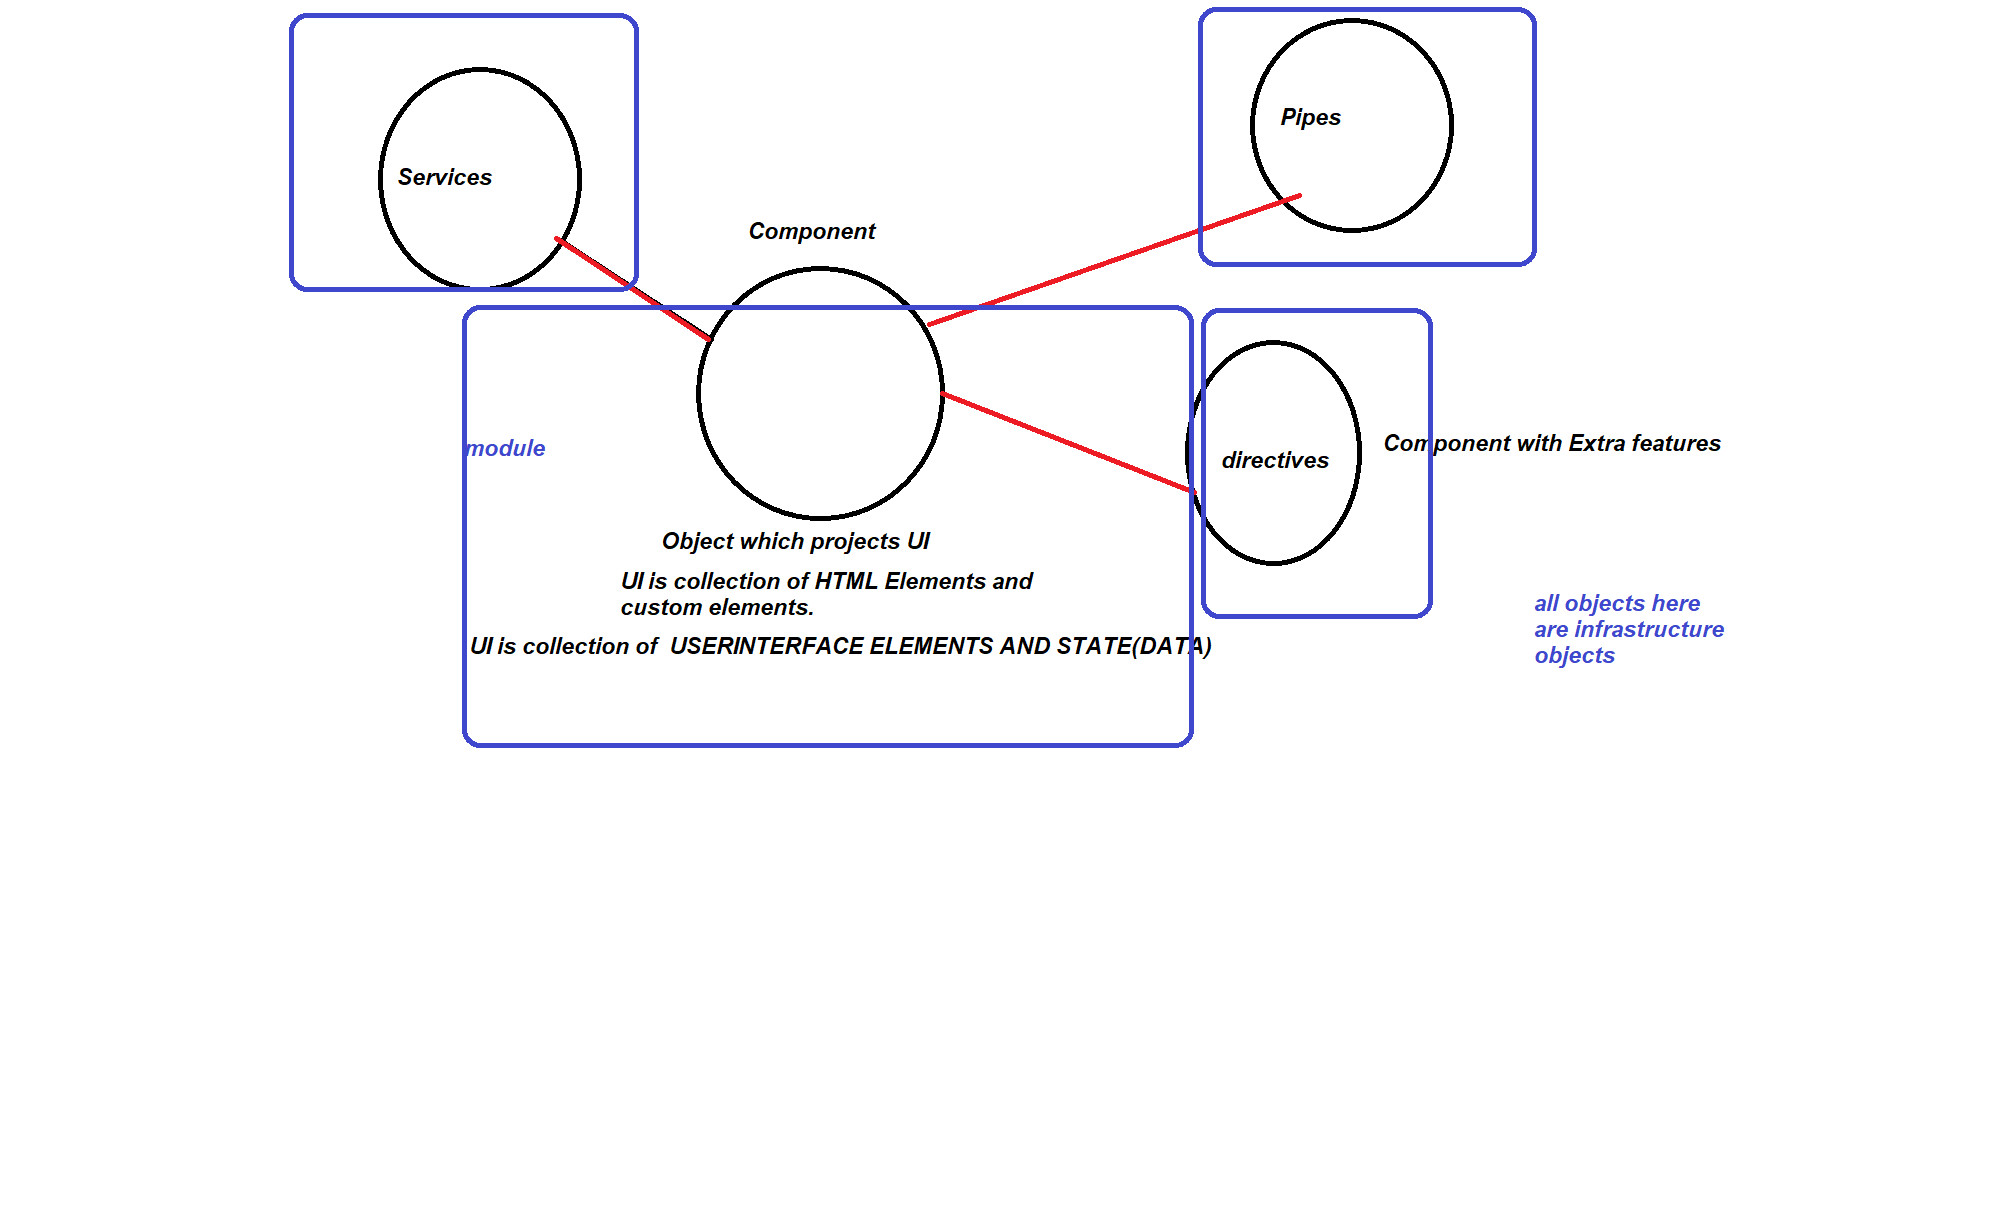 Pipes
Services
Component
module
directives
Component with Extra features
Object which projects UI
UI is collection of HTML Elements and
custom elements.
UI is collection of  USERINTERFACE ELEMENTS AND STATE(DATA)
all objects here
are infrastructure
objects